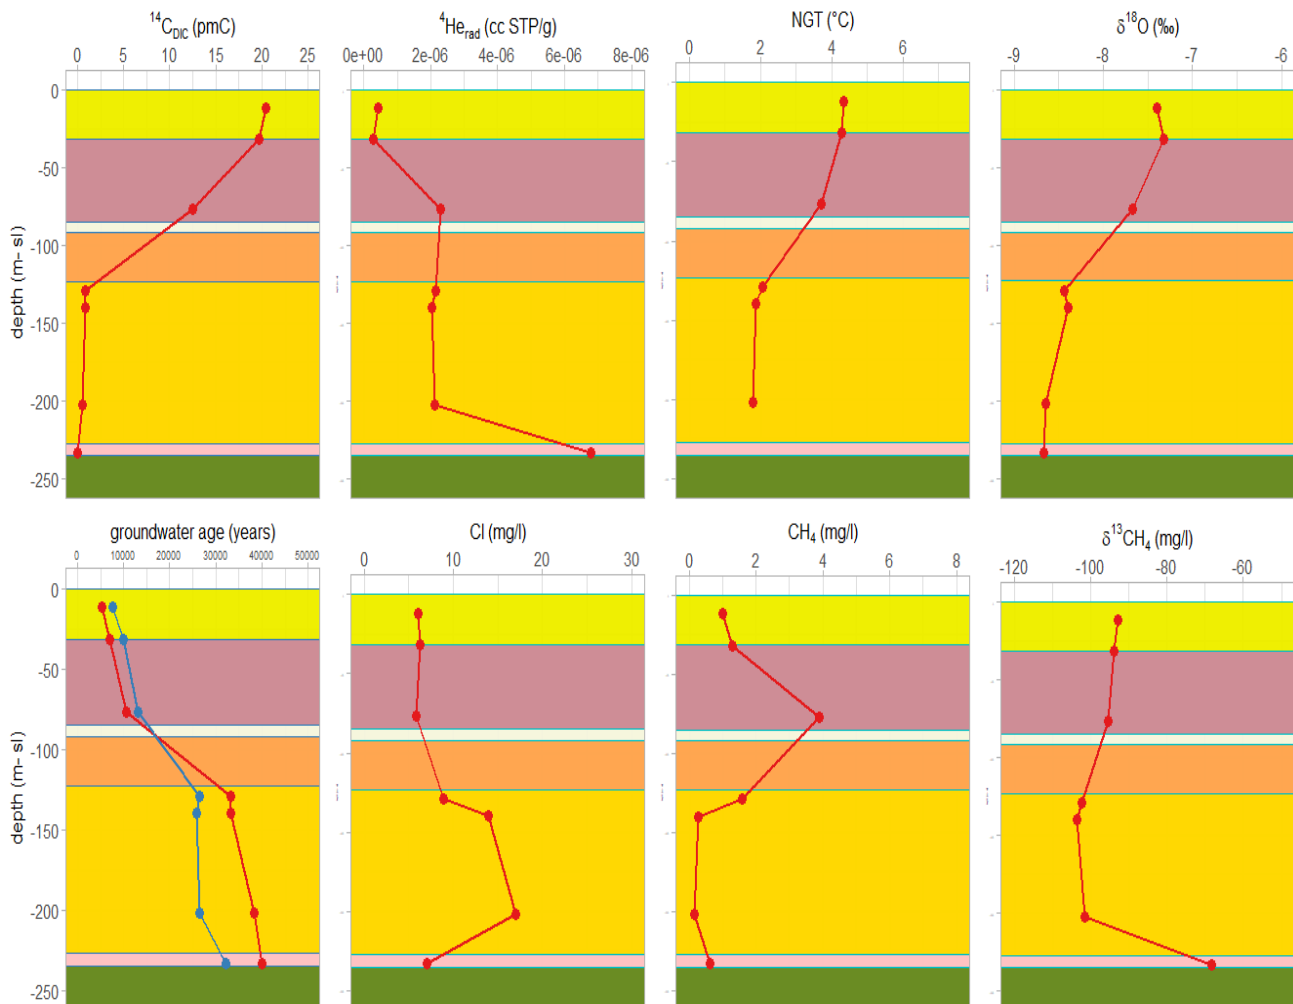 ¹⁴C_DIC (pmC)
⁴He_rad (cc STP/g)
NGT (°C)
δ¹⁸O (‰)
0 5 10 15 20 25
0e+00 2e-06 4e-06 6e-06 8e-06
0 2 4 6
-9 -8 -7 -6
0
-50
-100
-150
-200
-250
depth (m- sl)
groundwater age (years)
Cl (mg/l)
CH₄ (mg/l)
δ¹³CH₄ (mg/l)
0 10000 20000 30000 40000 50000
0 10 20 30
0 2 4 6 8
-120 -100 -80 -60
0
-50
-100
-150
-200
-250
depth (m- sl)